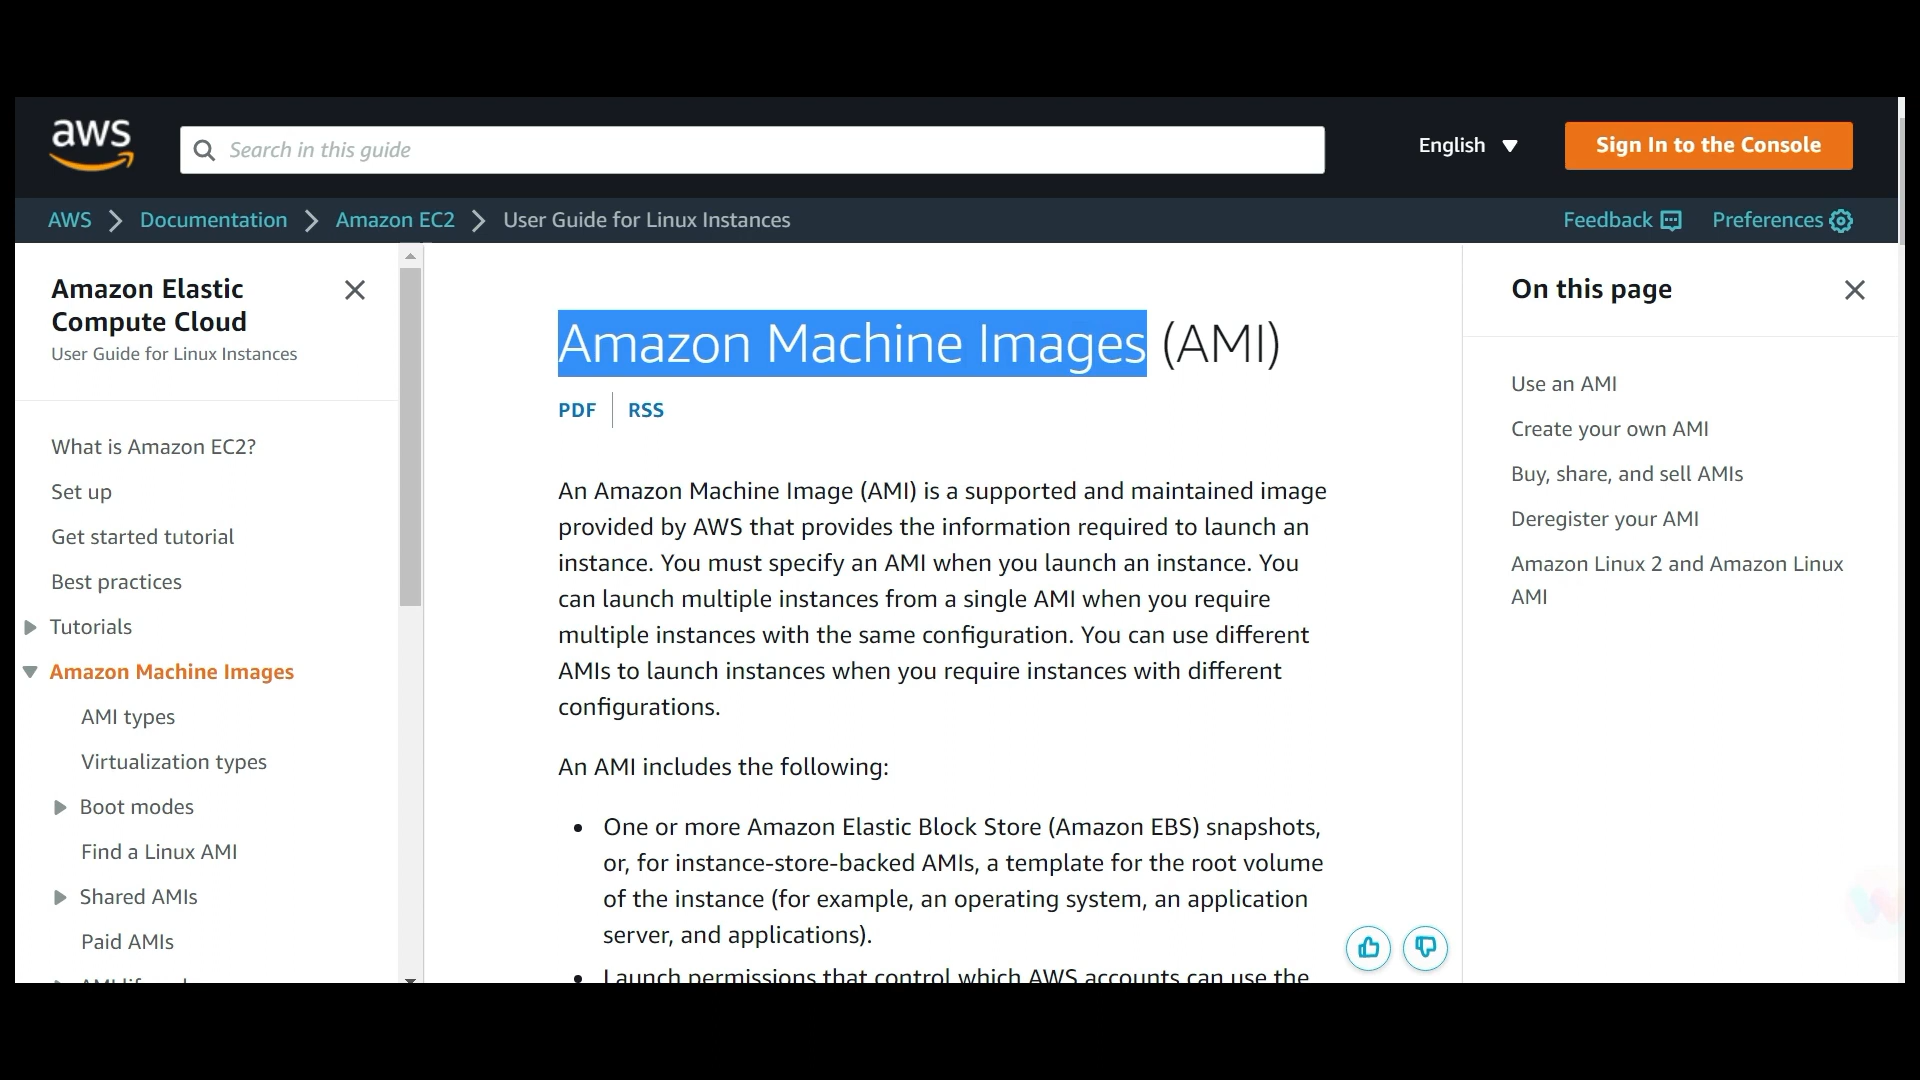 aws
Search in this guide
English
Sign In to the Console
AWS
Documentation
Amazon EC2
User Guide for Linux Instances
Feedback
Preferences
Amazon Elastic
Compute Cloud
User Guide for Linux Instances
What is Amazon EC2?
Set up
Get started tutorial
Best practices
Tutorials
Amazon Machine Images
AMI types
Virtualization types
Boot modes
Find a Linux AMI
Shared AMIs
Paid AMIs
Amazon Machine Images (AMI)
PDF
RSS
An Amazon Machine Image (AMI) is a supported and maintained image
provided by AWS that provides the information required to launch an
instance. You must specify an AMI when you launch an instance. You
can launch multiple instances from a single AMI when you require
multiple instances with the same configuration. You can use different
AMIs to launch instances when you require instances with different
configurations.
An AMI includes the following:
One or more Amazon Elastic Block Store (Amazon EBS) snapshots,
or, for instance-store-backed AMIs, a template for the root volume
of the instance (for example, an operating system, an application
server, and applications).
Launch permissions that control which AWS accounts can use the
On this page
Use an AMI
Create your own AMI
Buy, share, and sell AMIs
Deregister your AMI
Amazon Linux 2 and Amazon Linux
AMI